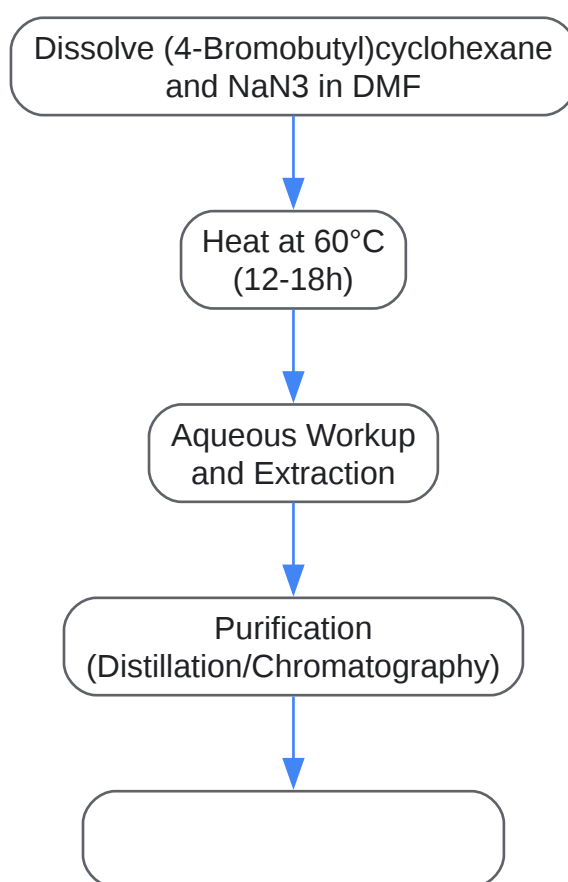 Dissolve (4-Bromobutyl)cyclohexane
and NaN3 in DMF
Heat at 60°C
(12-18h)
Aqueous Workup
and Extraction
Purification
(Distillation/Chromatography)